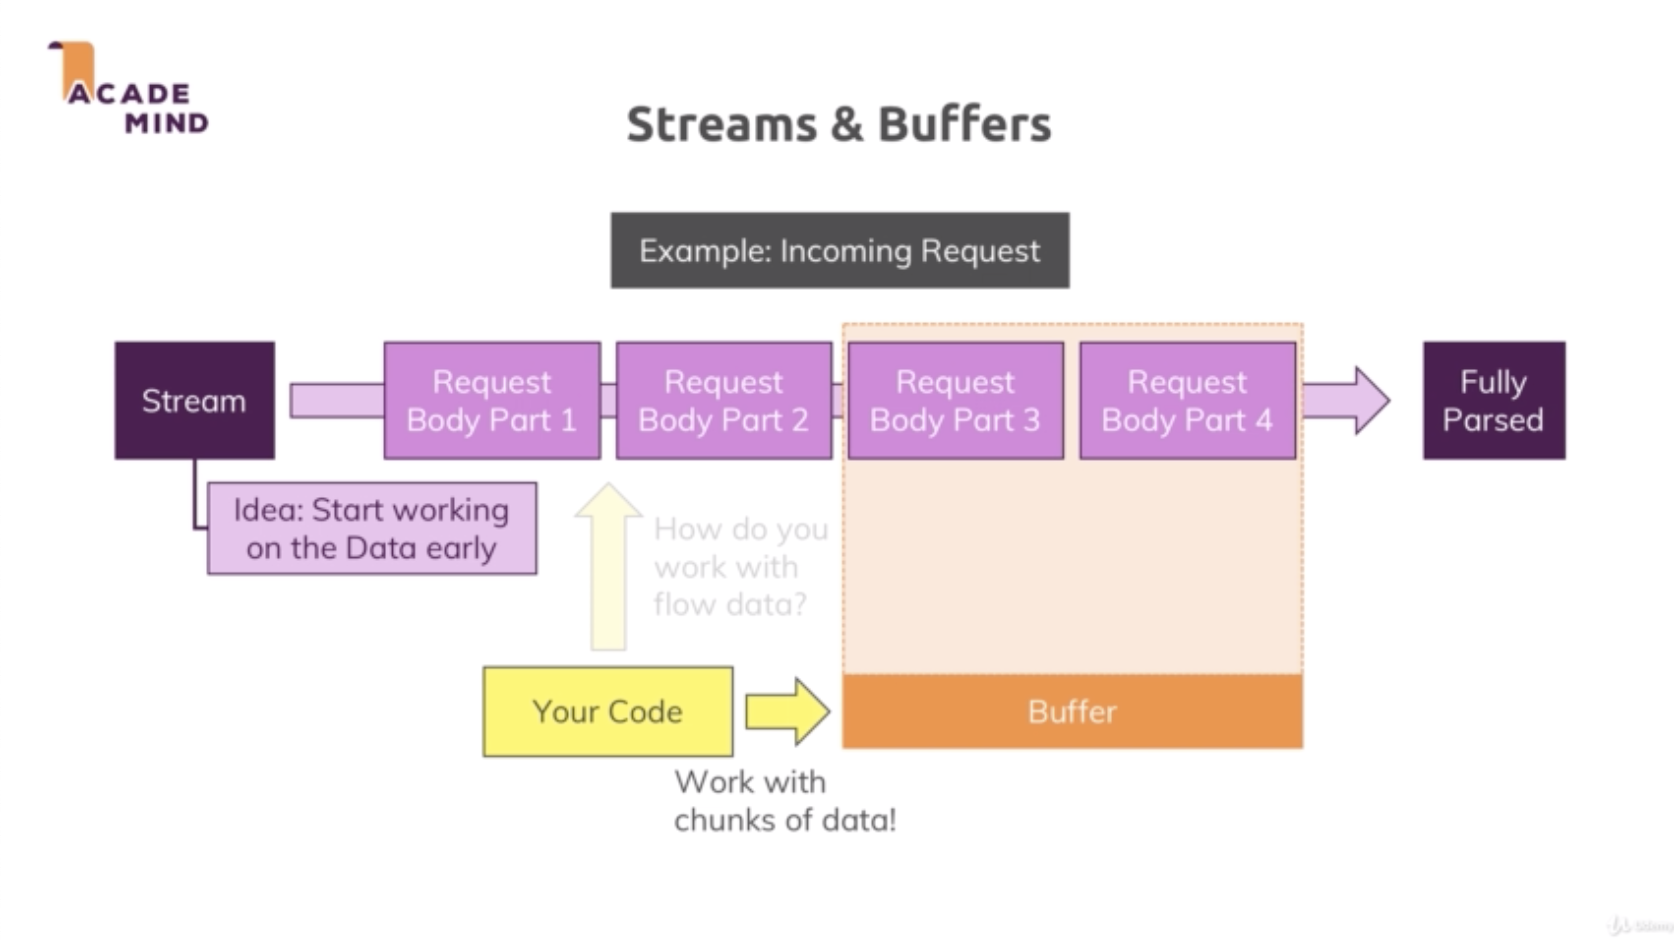 ACADE
MIND
Streams & Buffers
Example: Incoming Request
Stream
Request
Body Part 1
Request
Body Part 2
Request
Body Part 3
Request
Body Part 4
Fully
Parsed
Idea: Start working
on the Data early
How do you
work with
flow data?
Your Code
Buffer
Work with
chunks of data!
Udemy